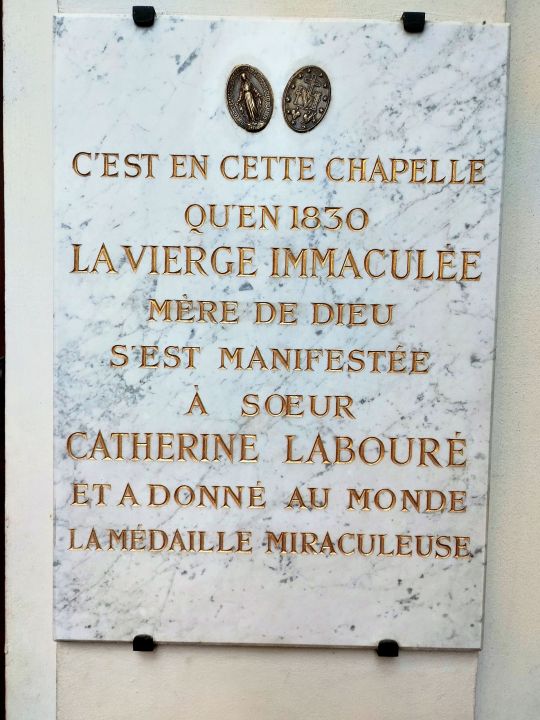 C'EST EN CETTE CHAPELLE
QU'EN 1830
LA VIERGE IMMACULÉE
MÈRE DE DIEU
S'EST MANIFESTÉE
À SŒUR
CATHERINE LABOURÉ
ET A DONNÉ AU MONDE
LA MÉDAILLE MIRACULEUSE